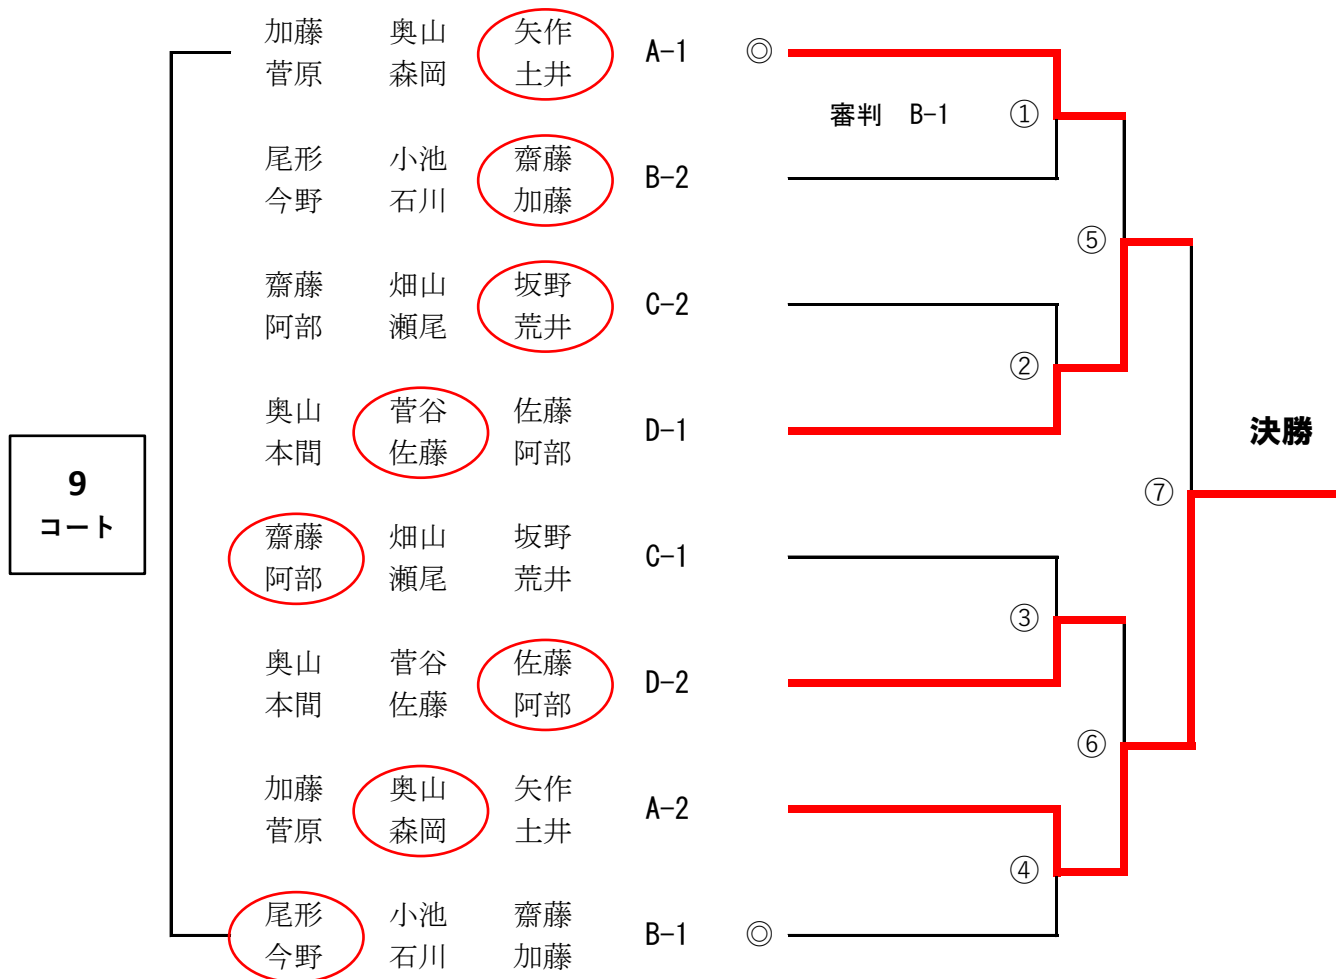 加藤 奥山 矢作 A-1 ◎
菅原 森岡 土井
審判 B-1 ①
尾形 小池 齋藤 B-2
今野 石川 加藤
⑤
齋藤 畑山 坂野 C-2
阿部 瀬尾 荒井
②
奥山 菅谷 佐藤 D-1
本間 佐藤 阿部
決勝
9
コート
⑦
齋藤 畑山 坂野 C-1
阿部 瀬尾 荒井
③
奥山 菅谷 佐藤 D-2
本間 佐藤 阿部
⑥
加藤 奥山 矢作 A-2
菅原 森岡 土井
④
尾形 小池 齋藤 B-1 ◎
今野 石川 加藤